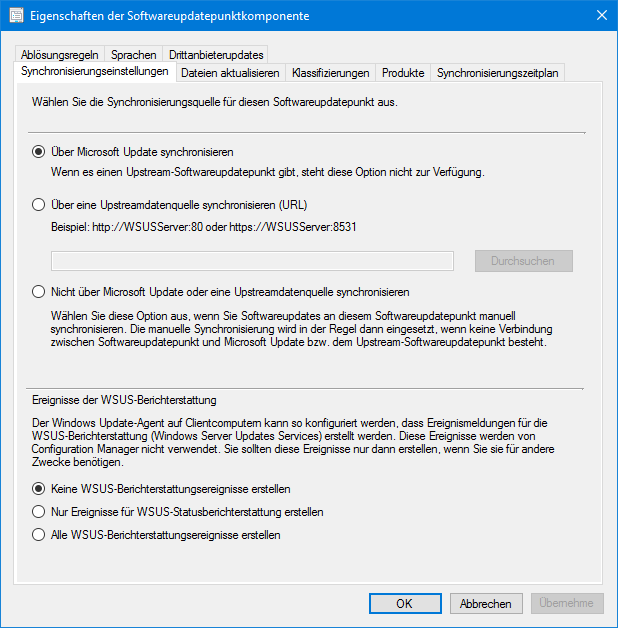 Eigenschaften der Softwareupdatepunktkomponente
Ablösungsregeln
Sprachen
Drittanbieterupdates
Synchronisierungseinstellungen
Dateien aktualisieren
Klassifizierungen
Produkte
Synchronisierungszeitplan
Wählen Sie die Synchronisierungsquelle für diesen Softwareupdatepunkt aus.
Über Microsoft Update synchronisieren
Wenn es einen Upstream-Softwareupdatepunkt gibt, steht diese Option nicht zur Verfügung.
Über eine Upstreamdatenquelle synchronisieren (URL)
Beispiel: http://WSUSServer:80 oder https://WSUSServer:8531
Durchsuchen
Nicht über Microsoft Update oder eine Upstreamdatenquelle synchronisieren
Wählen Sie diese Option aus, wenn Sie Softwareupdates an diesem Softwareupdatepunkt manuell
synchronisieren. Die manuelle Synchronisierung wird in der Regel dann eingesetzt, wenn keine Verbindung
zwischen Softwareupdatepunkt und Microsoft Update bzw. dem Upstream-Softwareupdatepunkt besteht.
Ereignisse der WSUS-Berichterstattung
Der Windows Update-Agent auf Clientcomputern kann so konfiguriert werden, dass Ereignismeldungen für die
WSUS-Berichterstattung (Windows Server Updates Services) erstellt werden. Diese Ereignisse werden von
Configuration Manager nicht verwendet. Sie sollten diese Ereignisse nur dann erstellen, wenn Sie sie für andere
Zwecke benötigen.
Keine WSUS-Berichterstattungsereignisse erstellen
Nur Ereignisse für WSUS-Statusberichterstattung erstellen
Alle WSUS-Berichterstattungsereignisse erstellen
OK
Abbrechen
Übernehme